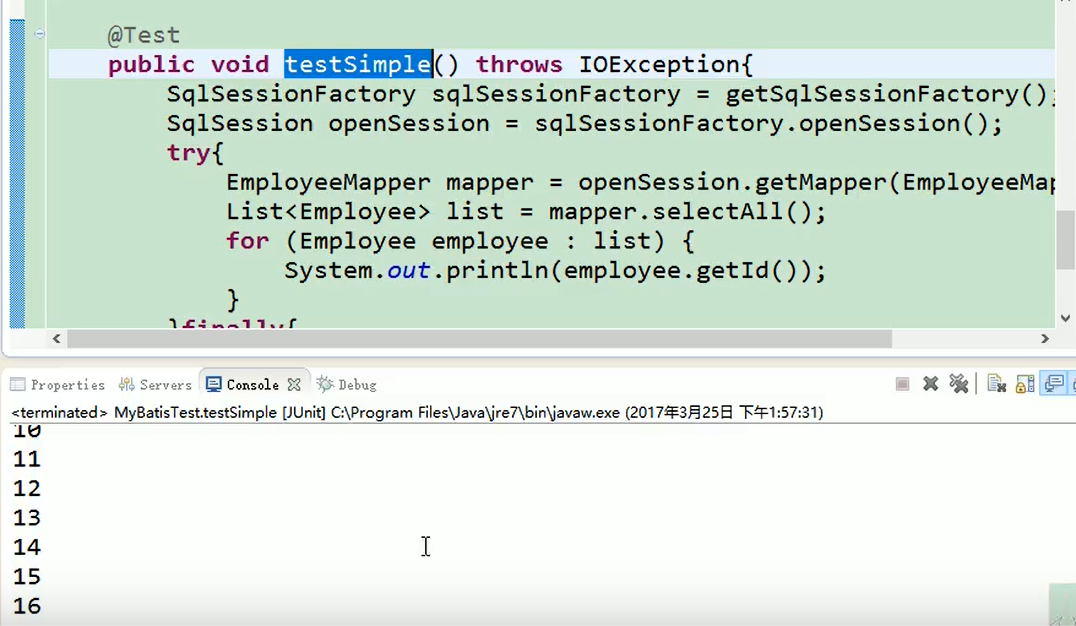 @Test
public void testSimple() throws IOException{
SqlSessionFactory sqlSessionFactory = getSqlSessionFactory();
SqlSession openSession = sqlSessionFactory.openSession();
try{
EmployeeMapper mapper = openSession.getMapper(EmployeeMap
List<Employee> list = mapper.selectAll();
for (Employee employee : list) {
System.out.println(employee.getId());
}
}finally{
Properties Servers Console Debug
<terminated> MyBatisTest.testSimple [JUnit] C:\Program Files\Java\jre7\bin\javaw.exe (2017年3月25日 下午1:57:31)
10
11
12
13
14
15
16